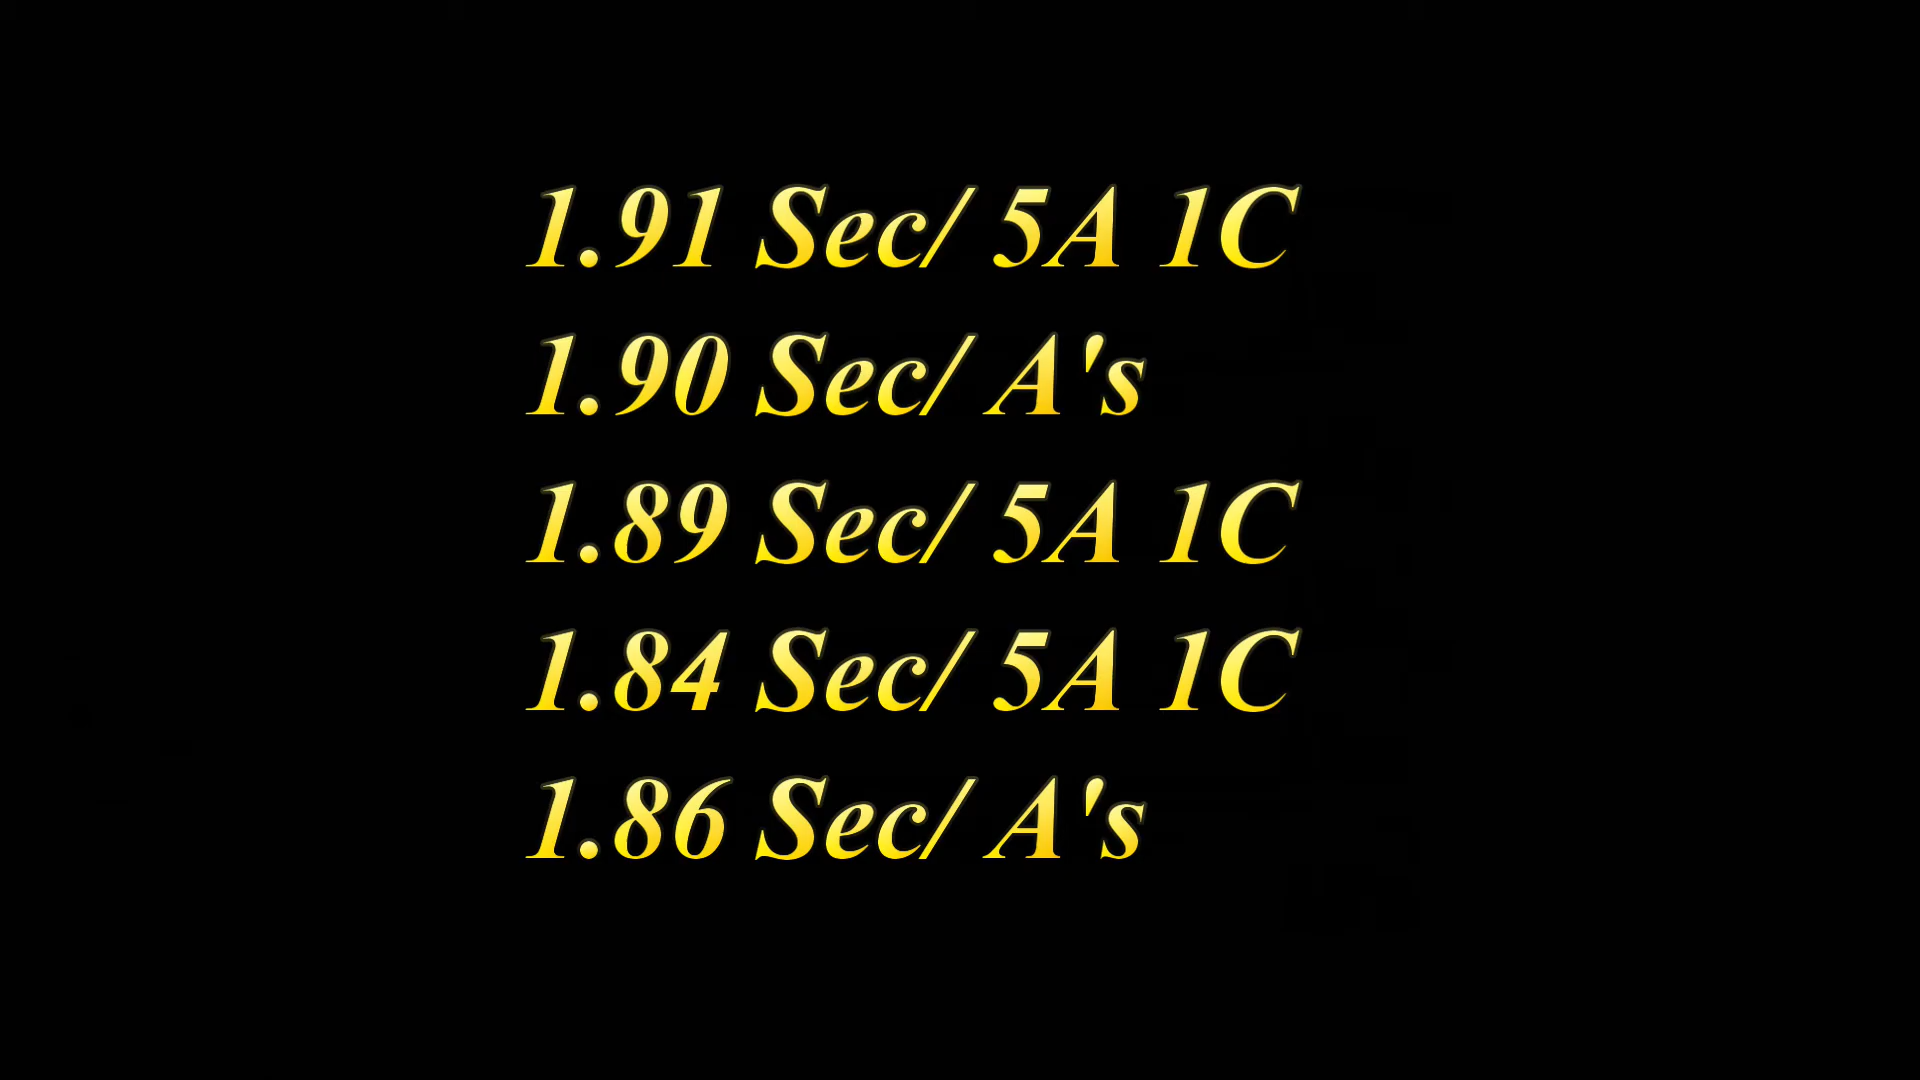 1.91 Sec/ 5A 1C
1.90 Sec/ A's
1.89 Sec/ 5A 1C
1.84 Sec/ 5A 1C
1.86 Sec/ A's